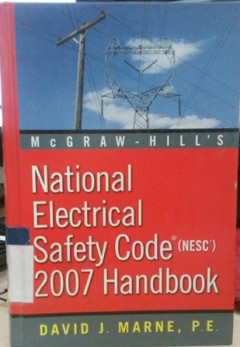 McGRAW-HILL'S
National
Electrical
Safety Code® (NESC®)
2007 Handbook
DAVID J. MARNE, P.E.